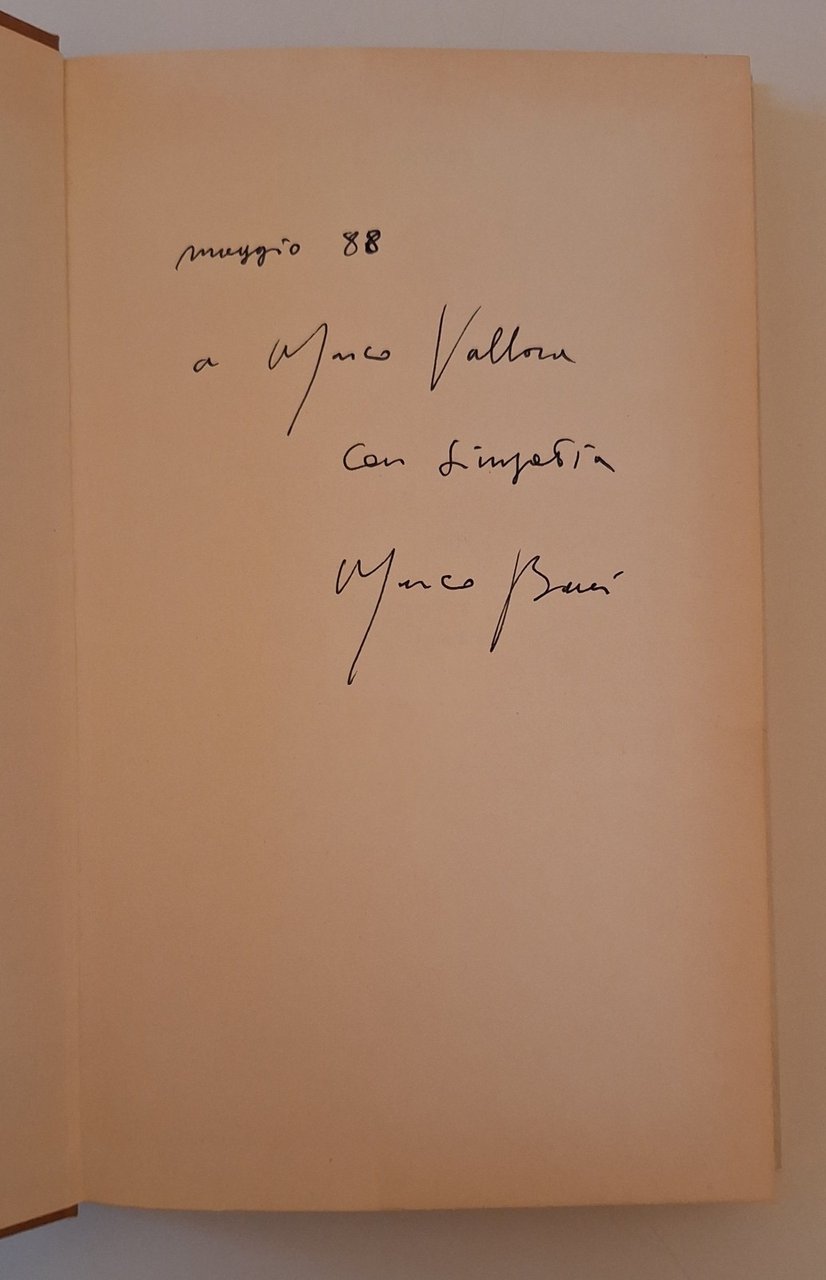 maggio 88
a Marco Vallora
con simpatia
Marco